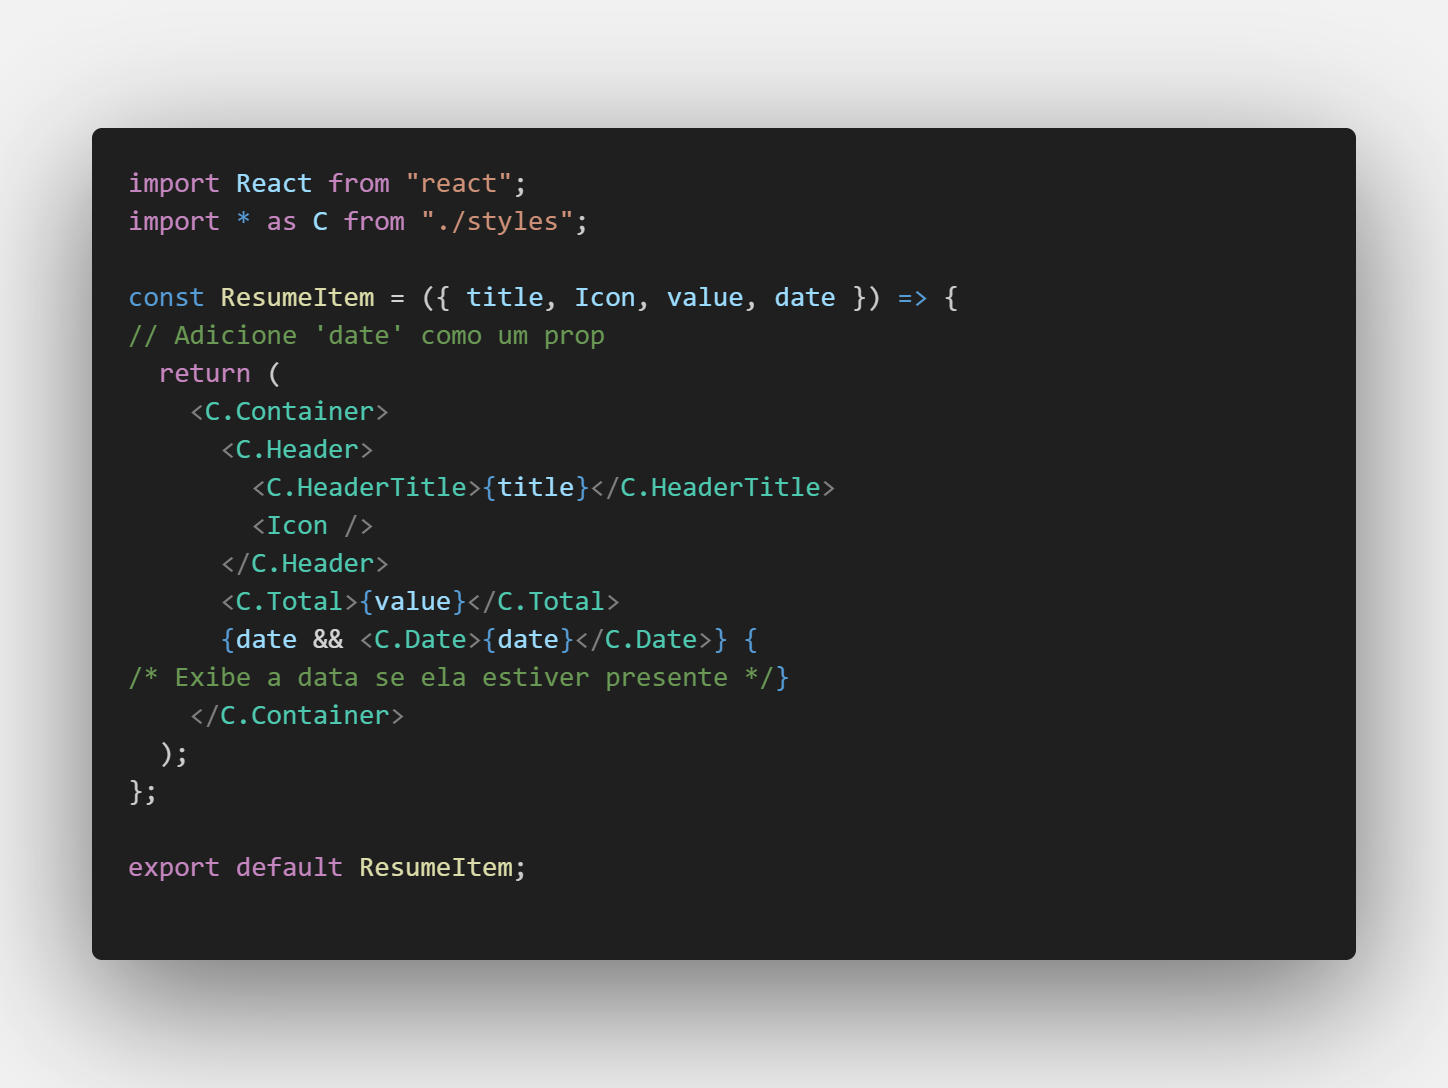 import React from "react";
import * as C from "./styles";

const ResumeItem = ({ title, Icon, value, date }) => {
// Adicione 'date' como um prop
  return (
    <C.Container>
      <C.Header>
        <C.HeaderTitle>{title}</C.HeaderTitle>
        <Icon />
      </C.Header>
      <C.Total>{value}</C.Total>
      {date && <C.Date>{date}</C.Date>} {
/* Exibe a data se ela estiver presente */}
    </C.Container>
  );
};

export default ResumeItem;